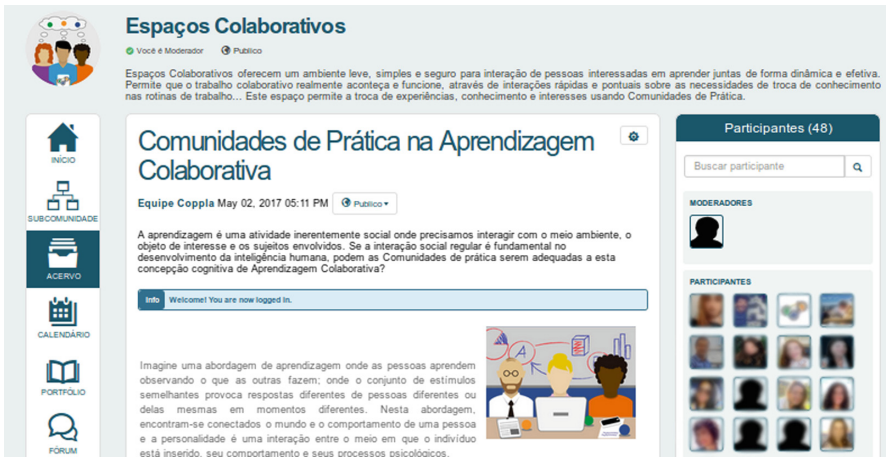 Espaços Colaborativos
Você é Moderador Publico
Espaços Colaborativos oferecem um ambiente leve, simples e seguro para interação de pessoas interessadas em aprender juntas de forma dinâmica e efetiva.
Permite que o trabalho colaborativo realmente aconteça e funcione, através de interações rápidas e pontuais sobre as necessidades de troca de conhecimento
nas rotinas de trabalho... Este espaço permite a troca de experiências, conhecimento e interesses usando Comunidades de Prática.
INÍCIO
SUBCOMUNIDADE
ACERVO
CALENDÁRIO
PORTFÓLIO
FÓRUM
Comunidades de Prática na Aprendizagem
Colaborativa
Equipe Coppla May 02, 2017 05:11 PM Publico
A aprendizagem é uma atividade inerentemente social onde precisamos interagir com o meio ambiente, o
objeto de interesse e os sujeitos envolvidos. Se a interação social regular é fundamental no
desenvolvimento da inteligência humana, podem as Comunidades de prática serem adequadas a esta
concepção cognitiva de Aprendizagem Colaborativa?
Info Welcome! You are now logged in.
Imagine uma abordagem de aprendizagem onde as pessoas aprendem
observando o que as outras fazem; onde o conjunto de estímulos
semelhantes provoca respostas diferentes de pessoas diferentes ou
delas mesmas em momentos diferentes. Nesta abordagem,
encontram-se conectados o mundo e o comportamento de uma pessoa
e a personalidade é uma interação entre o meio em que o indivíduo
está inserido, seu comportamento e seus processos psicológicos.
A
Participantes (48)
Buscar participante
MODERADORES
PARTICIPANTES